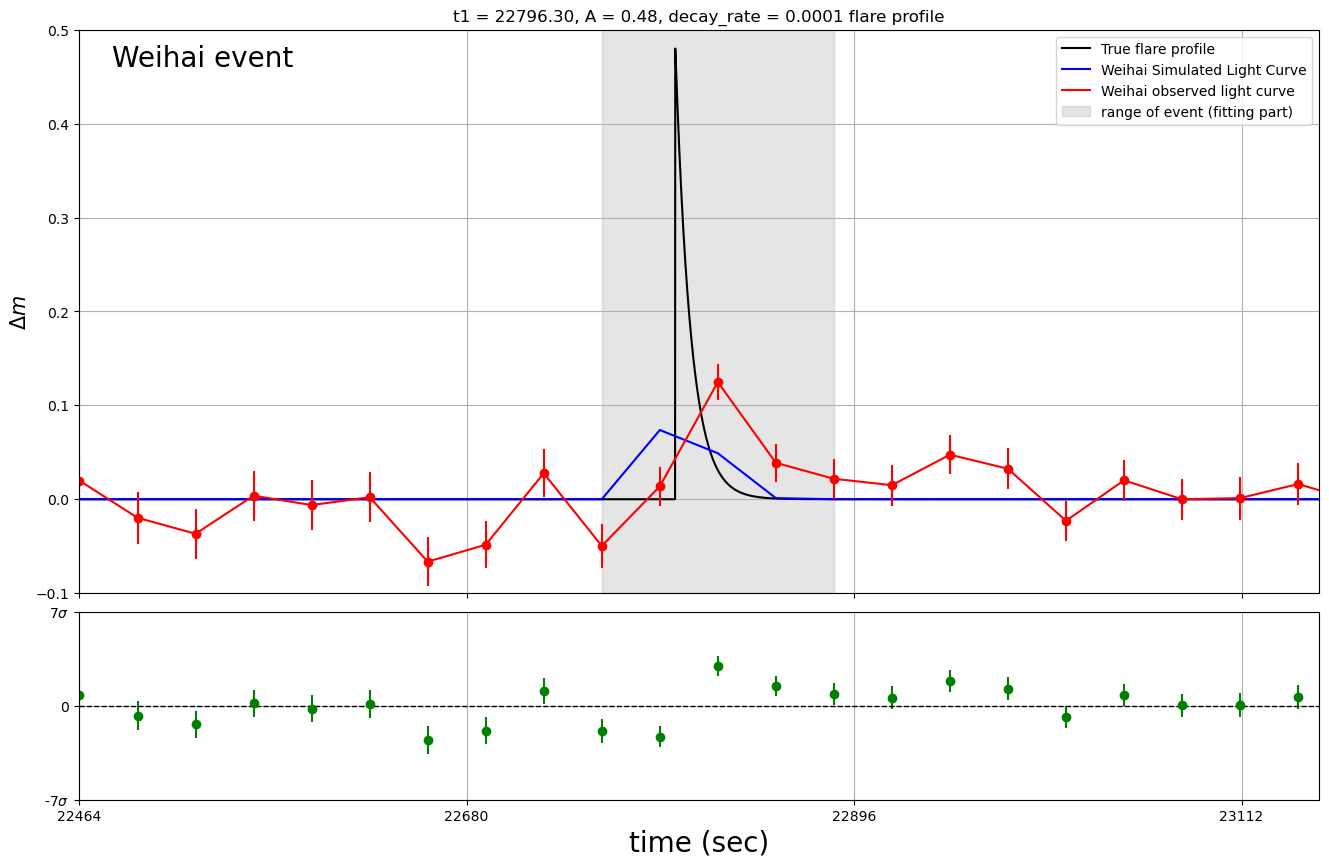 t1 = 22796.30, A = 0.48, decay_rate = 0.0001 flare profile
Weihai event
True flare profile
Weihai Simulated Light Curve
Weihai observed light curve
range of event (fitting part)
0.5
0.4
0.3
0.2
0.1
0.0
−0.1
Δm
7σ
0
-7σ
22464
22680
22896
23112
time (sec)